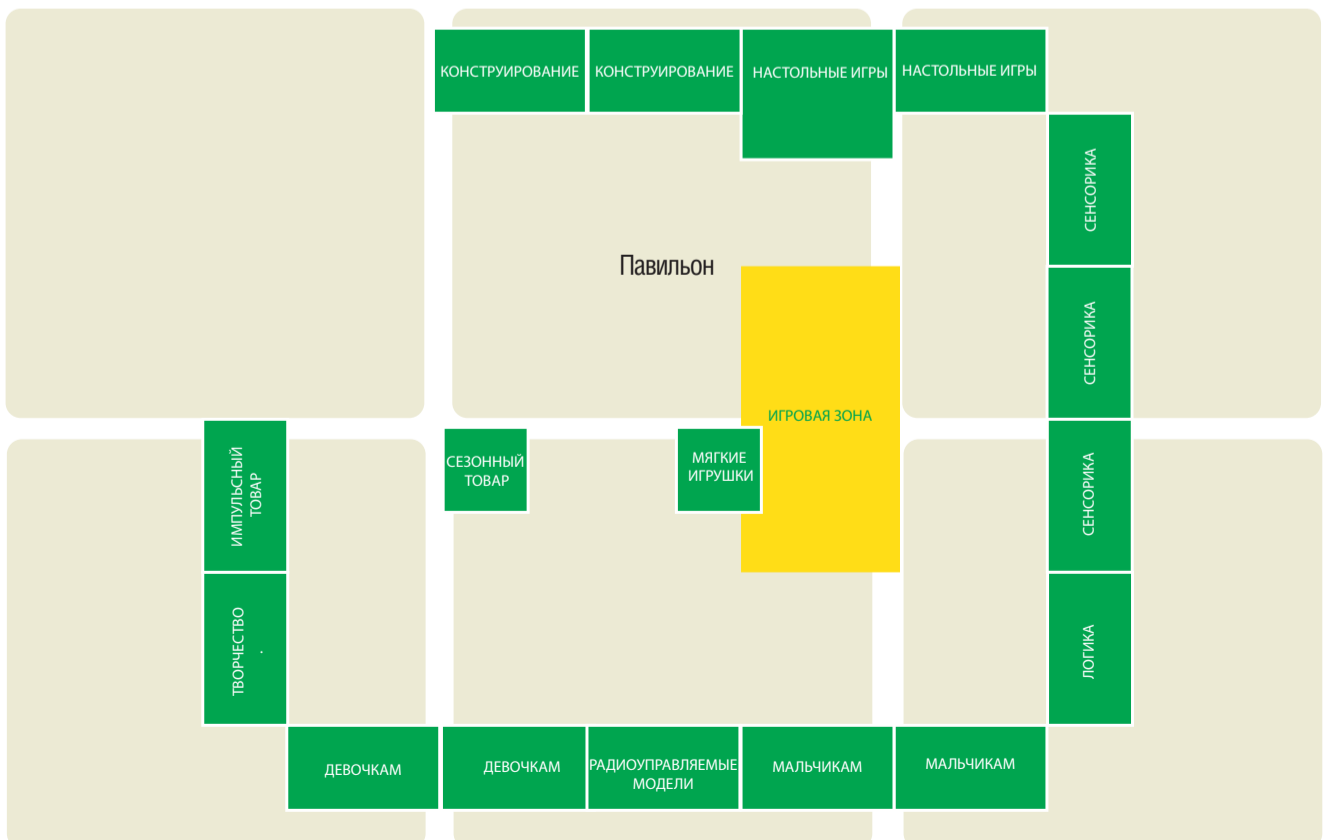 КОНСТРУИРОВАНИЕ
КОНСТРУИРОВАНИЕ
НАСТОЛЬНЫЕ ИГРЫ
НАСТОЛЬНЫЕ ИГРЫ
СЕНСОРИКА
Павильон
СЕНСОРИКА
ИГРОВАЯ ЗОНА
ИМПУЛЬСНЫЙ
ТОВАР
СЕЗОННЫЙ
ТОВАР
МЯГКИЕ
ИГРУШКИ
СЕНСОРИКА
ТВОРЧЕСТВО
.
ЛОГИКА
ДЕВОЧКАМ
ДЕВОЧКАМ
РАДИОУПРАВЛЯЕМЫЕ
МОДЕЛИ
МАЛЬЧИКАМ
МАЛЬЧИКАМ